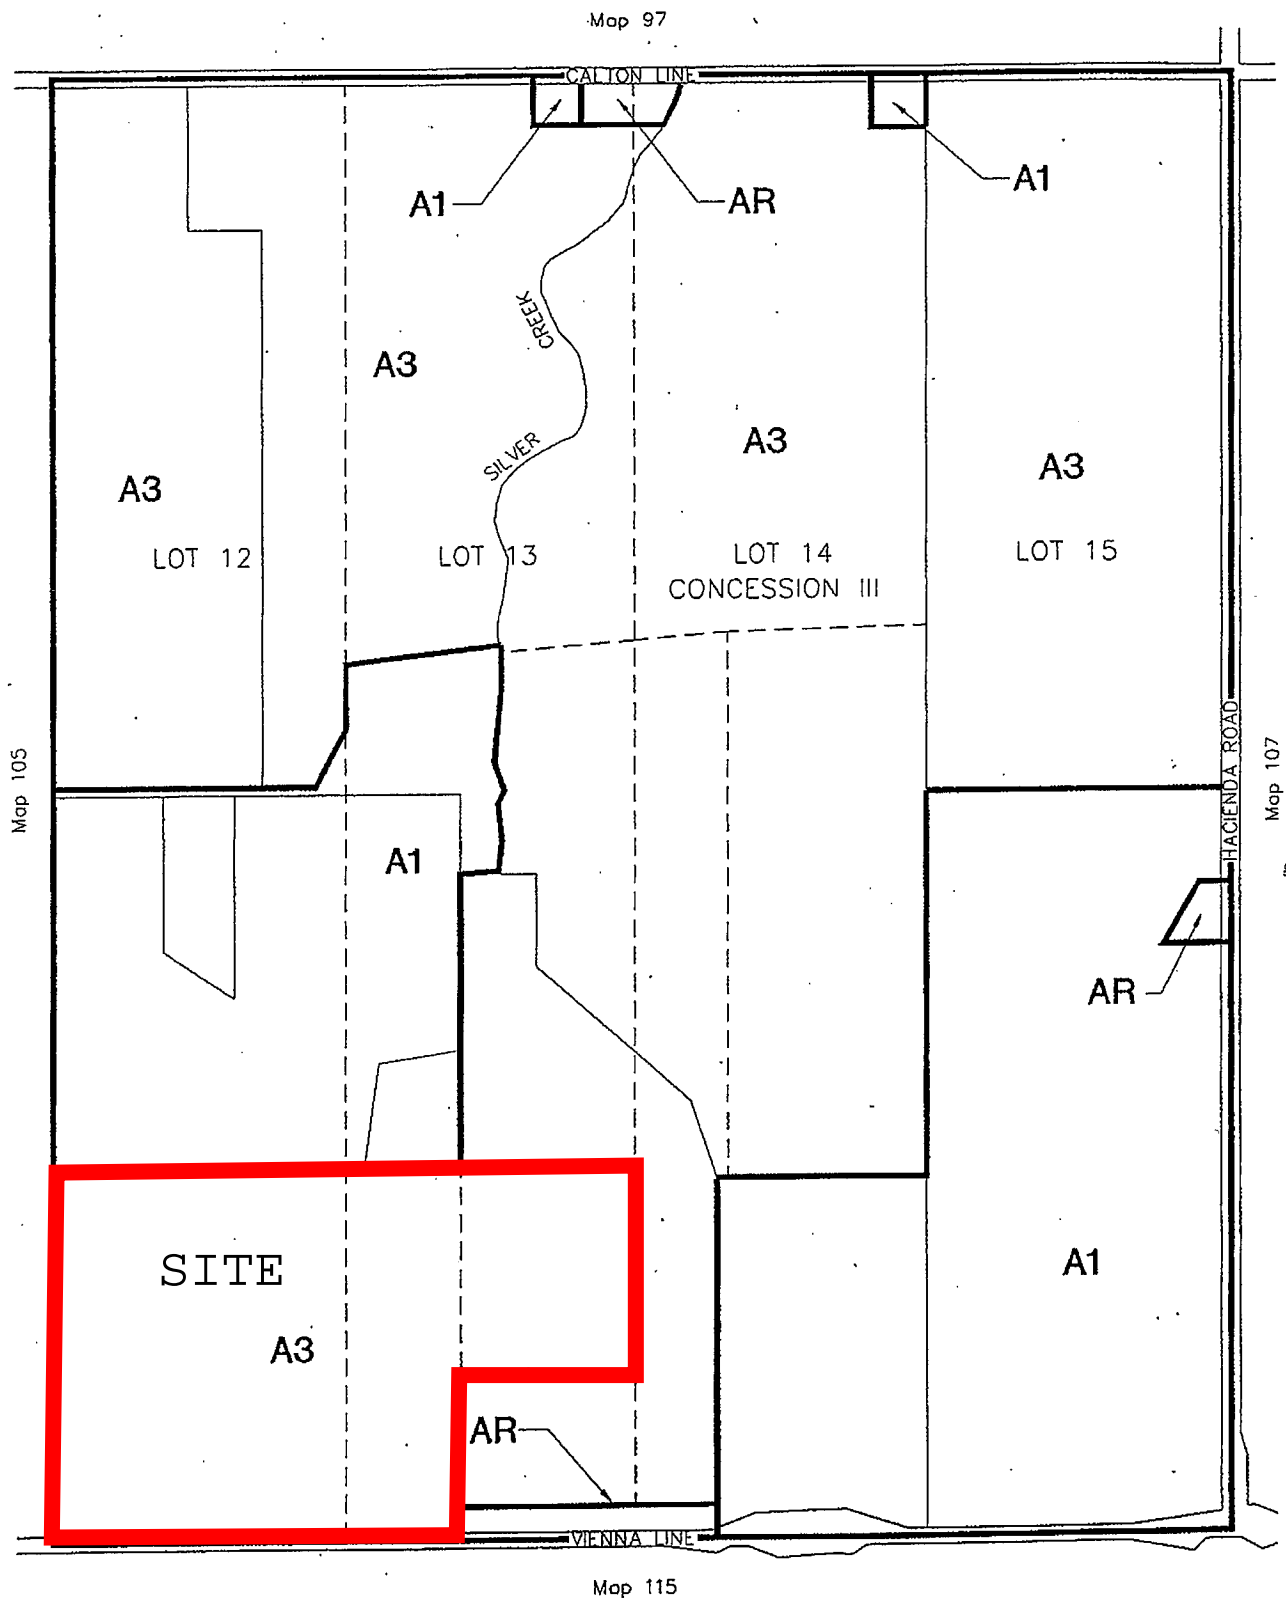 Map 97
CALTON LINE
A1
AR
A1
CREEK
A3
SILVER
A3
A3
A3
LOT 12
LOT 13
LOT 14
LOT 15
CONCESSION III
Map 105
HACIENDA ROAD
Map 107
A1
AR
SITE
A1
A3
AR
VIENNA LINE
Map 115